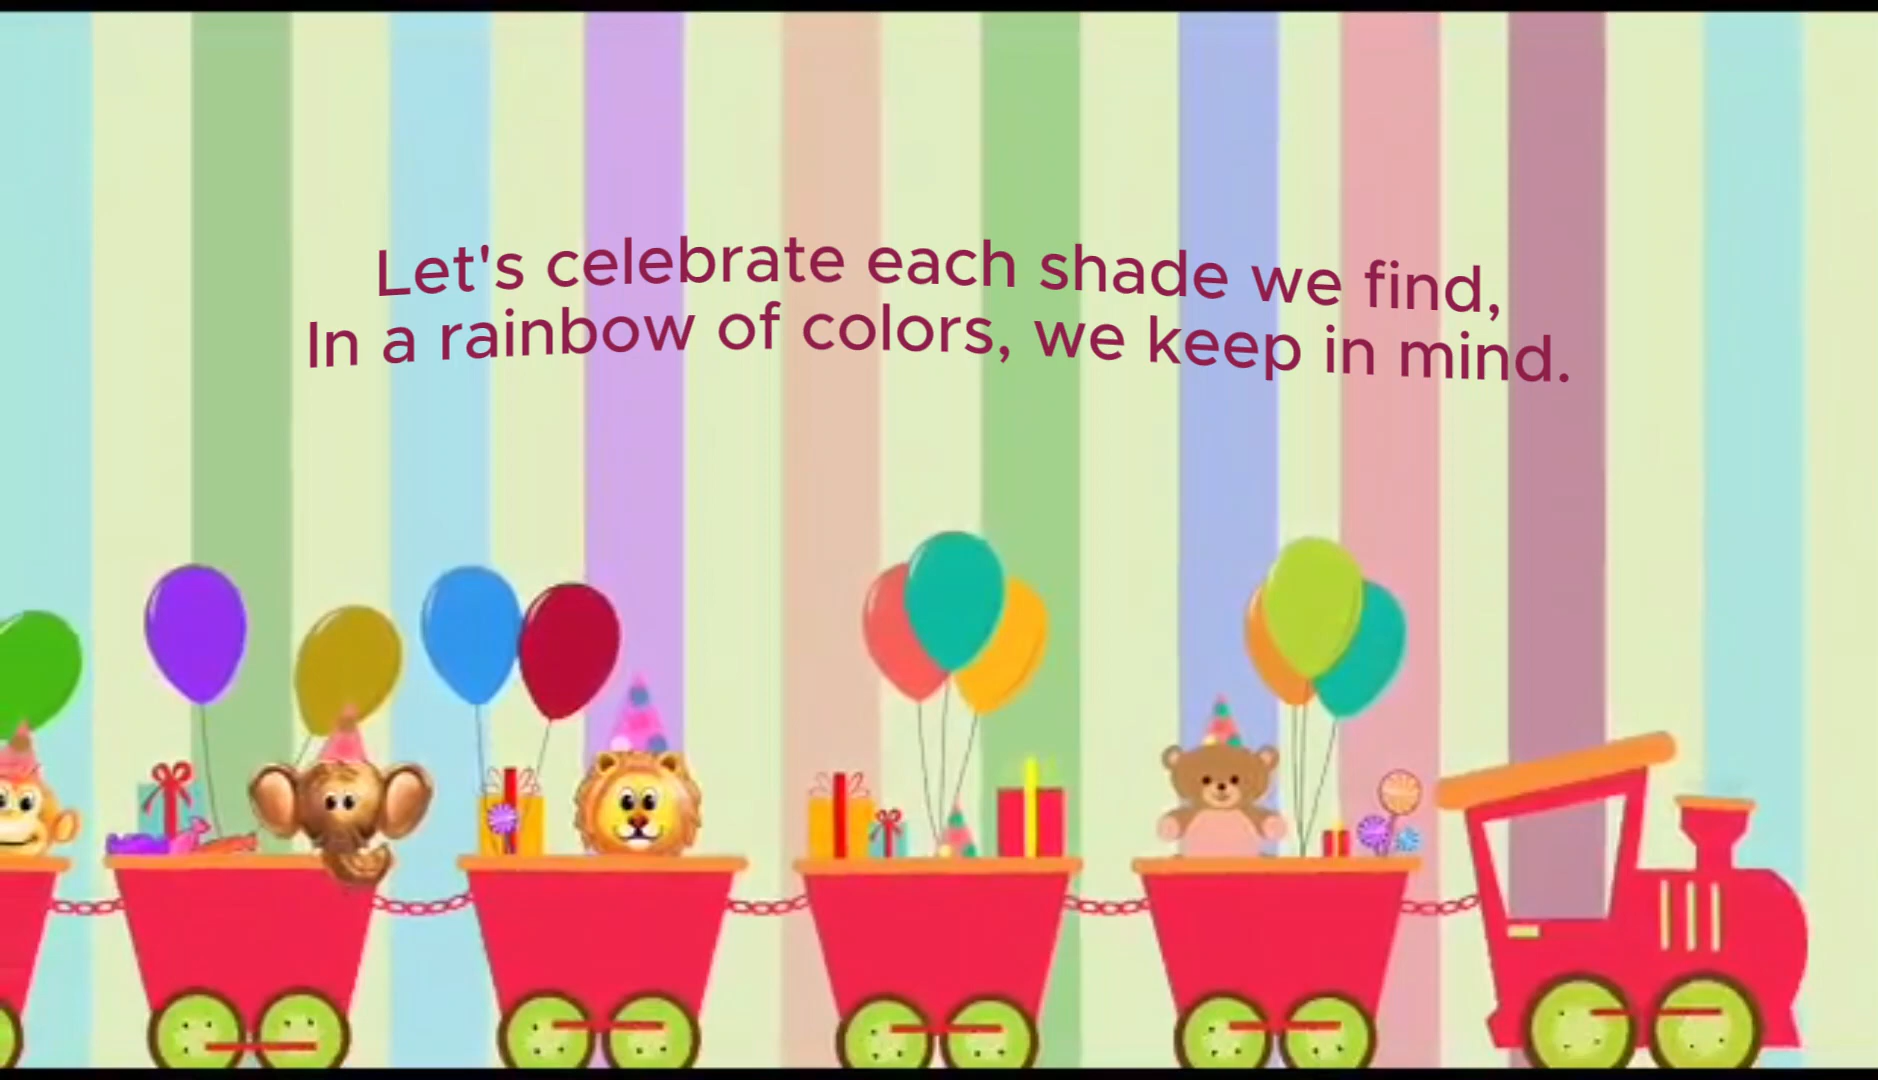 Let's celebrate each shade we find,
In a rainbow of colors, we keep in mind.